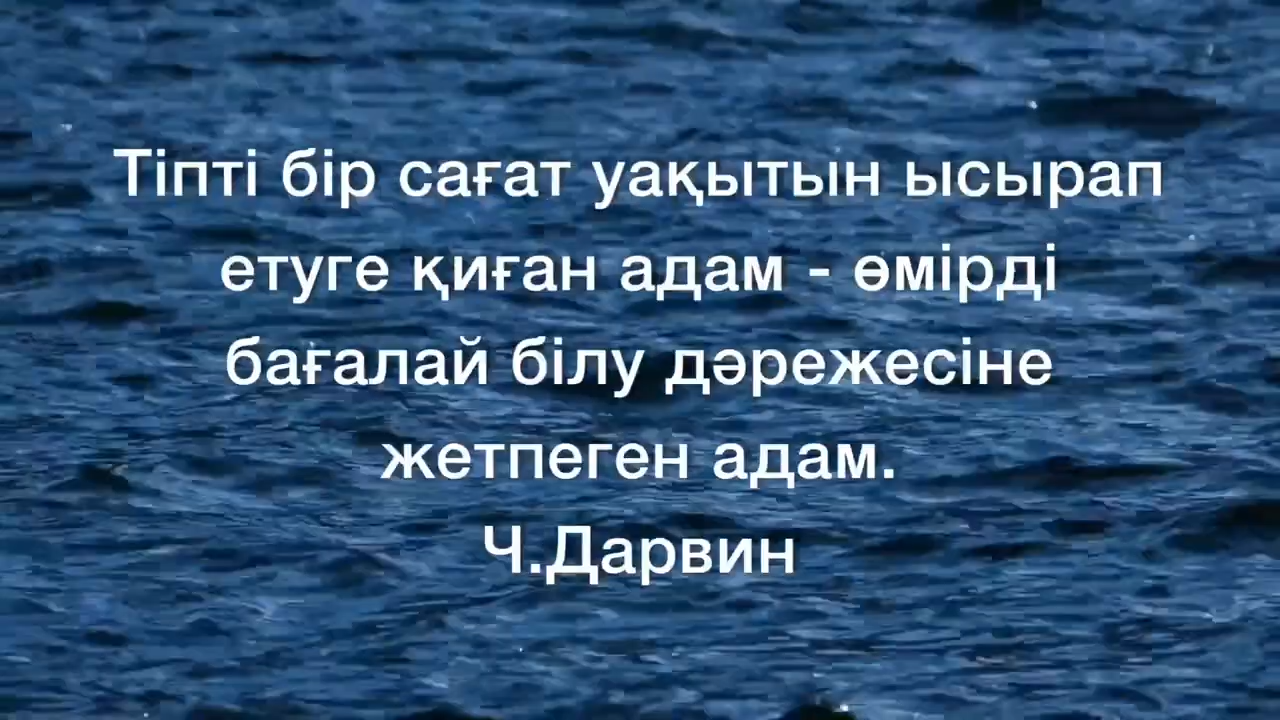 Тіпті бір сағат уақытын ысырап
етуге қиған адам - өмірді
бағалай білу дәрежесіне
жетпеген адам.
Ч.Дарвин